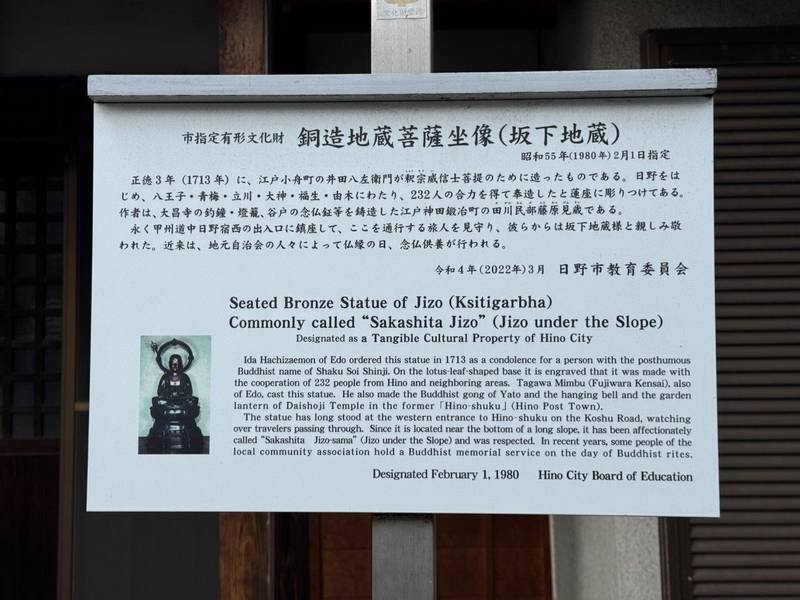 市指定有形文化財 銅造地蔵菩薩坐像(坂下地蔵)
昭和55年(1980年)2月1日指定
正徳3年(1713年)に、江戸小舟町の井田八左衛門が釈宗威信士菩提のために造ったものである。日野をは
じめ、八王子・青梅・立川・大神・福生・由木にわたり、232人の合力を得て奉造したと蓮座に彫りつけてある。
作者は、大昌寺の釣鐘・燈籠、谷戸の念仏鉦等を鋳造した江戸神田鍛冶町の田川民部藤原見歳である。
永く甲州道中日野宿西の出入口に鎮座して、ここを通行する旅人を見守り、彼らからは坂下地蔵様と親しみ敬
われた。近来は、地元自治会の人々によって仏縁の日、念仏供養が行われる。
令和4年(2022年)3月 日野市教育委員会
Seated Bronze Statue of Jizo (Ksitigarbha)
Commonly called “Sakashita Jizo” (Jizo under the Slope)
Designated as a Tangible Cultural Property of Hino City
Ida Hachizaemon of Edo ordered this statue in 1713 as a condolence for a person with the posthumous
Buddhist name of Shaku Soi Shinji. On the lotus-leaf-shaped base it is engraved that it was made with
the cooperation of 232 people from Hino and neighboring areas. Tagawa Mimbu (Fujiwara Kensai), also
of Edo, cast this statue. He also made the Buddhist gong of Yato and the hanging bell and the garden
lantern of Daishoji Temple in the former「Hino-shuku」(Hino Post Town).
The statue has long stood at the western entrance to Hino-shuku on the Koshu Road, watching
over travelers passing through. Since it is located near the bottom of a long slope, it has been affectionately
called “Sakashita Jizo-sama” (Jizo under the Slope) and was respected. In recent years, some people of the
local community association hold a Buddhist memorial service on the day of Buddhist rites.
Designated February 1, 1980 Hino City Board of Education